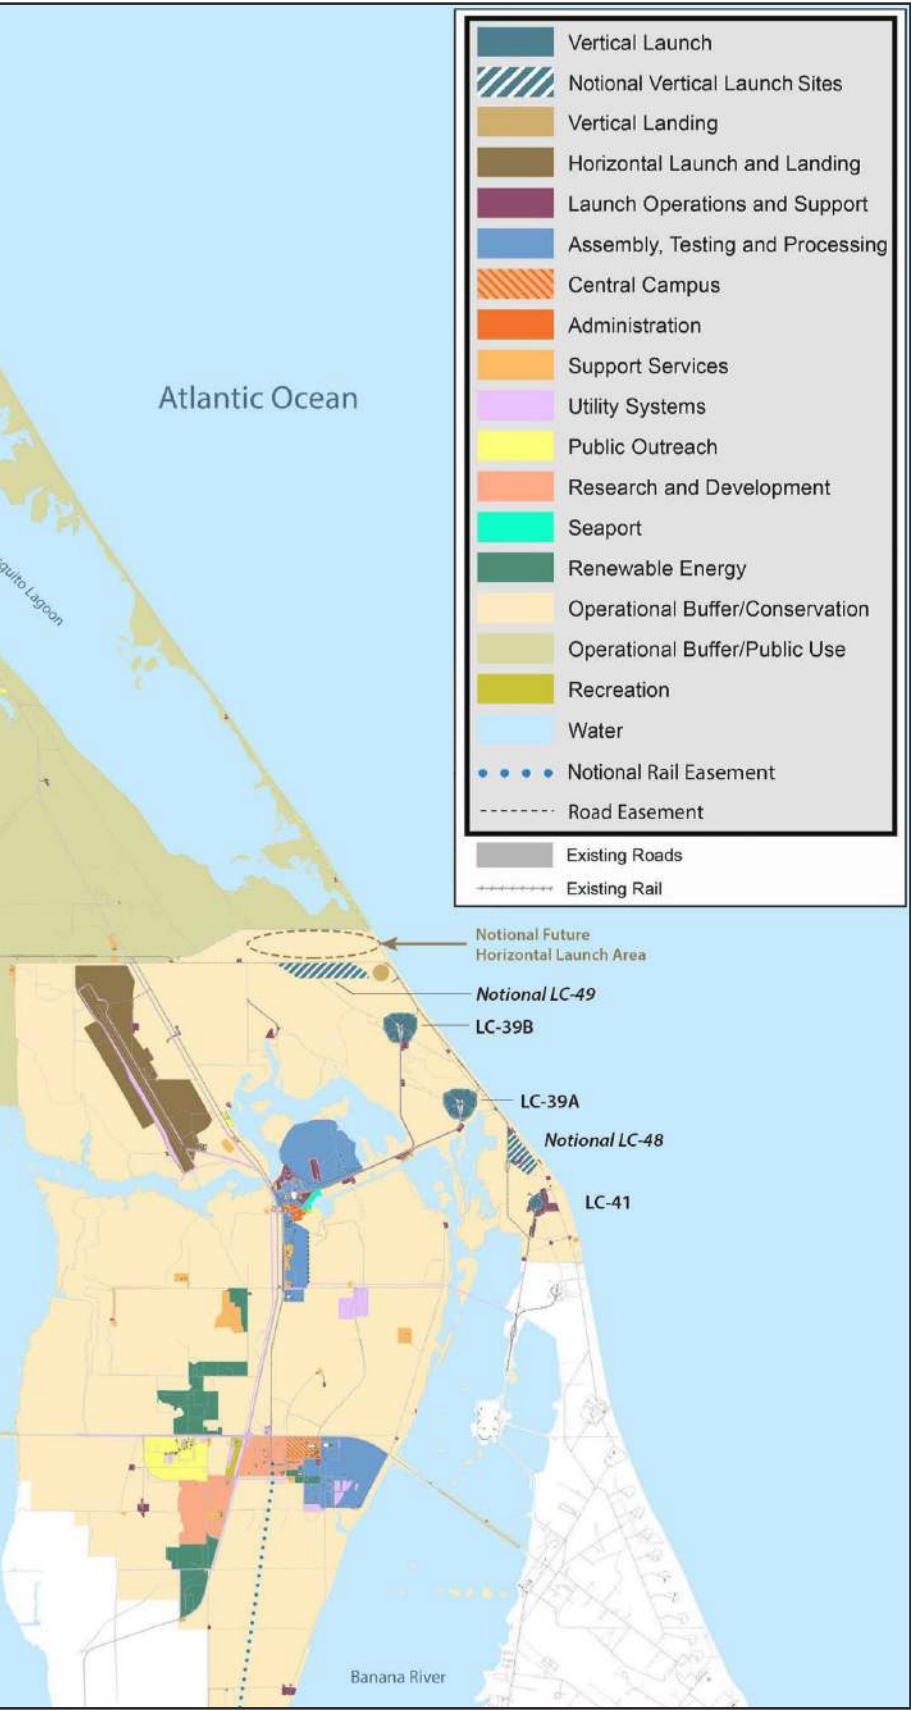 Vertical Launch
Notional Vertical Launch Sites
Vertical Landing
Horizontal Launch and Landing
Launch Operations and Support
Assembly, Testing and Processing
Central Campus
Administration
Support Services
Utility Systems
Public Outreach
Research and Development
Seaport
Renewable Energy
Operational Buffer/Conservation
Operational Buffer/Public Use
Recreation
Water
Notional Rail Easement
Road Easement
Existing Roads
Existing Rail
Atlantic Ocean
Lagoon
Notional Future
Horizontal Launch Area
Notional LC-49
LC-39B
LC-39A
Notional LC-48
LC-41
Banana River